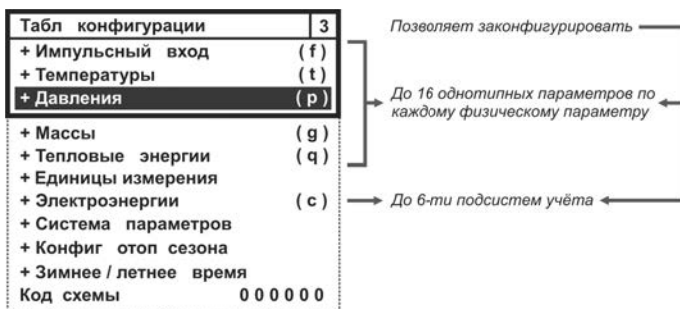 Табл конфигурации 3
+ Импульсный вход (f)
+ Температуры (t)
+ Давления (p)
+ Массы (g)
+ Тепловые энергии (q)
+ Единицы измерения
+ Электроэнергии (c)
+ Система параметров
+ Конфиг отоп сезона
+ Зимнее / летнее время
Код схемы 000000
Позволяет законфигурировать
До 16 однотипных параметров по
каждому физическому параметру
До 6-ти подсистем учёта